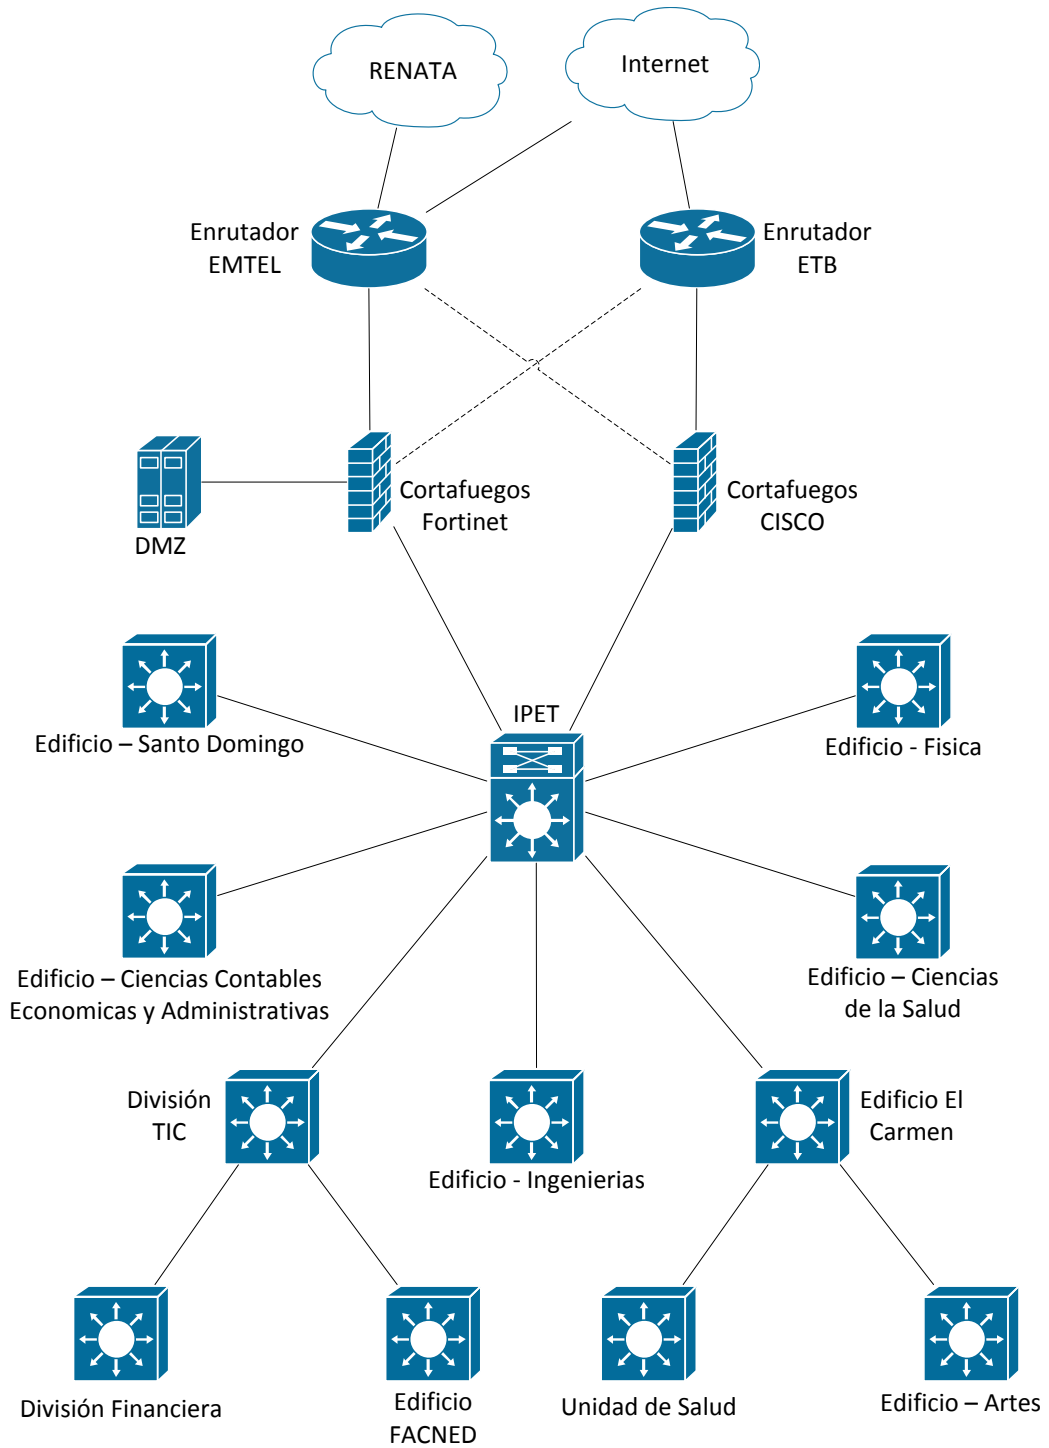 RENATA
Internet
Enrutador
EMTEL
Enrutador
ETB
Cortafuegos
Fortinet
Cortafuegos
CISCO
DMZ
IPET
Edificio – Santo Domingo
Edificio - Fisica
Edificio – Ciencias Contables
Economicas y Administrativas
Edificio – Ciencias
de la Salud
División
TIC
Edificio - Ingenierias
Edificio El
Carmen
División Financiera
Edificio
FACNED
Unidad de Salud
Edificio – Artes